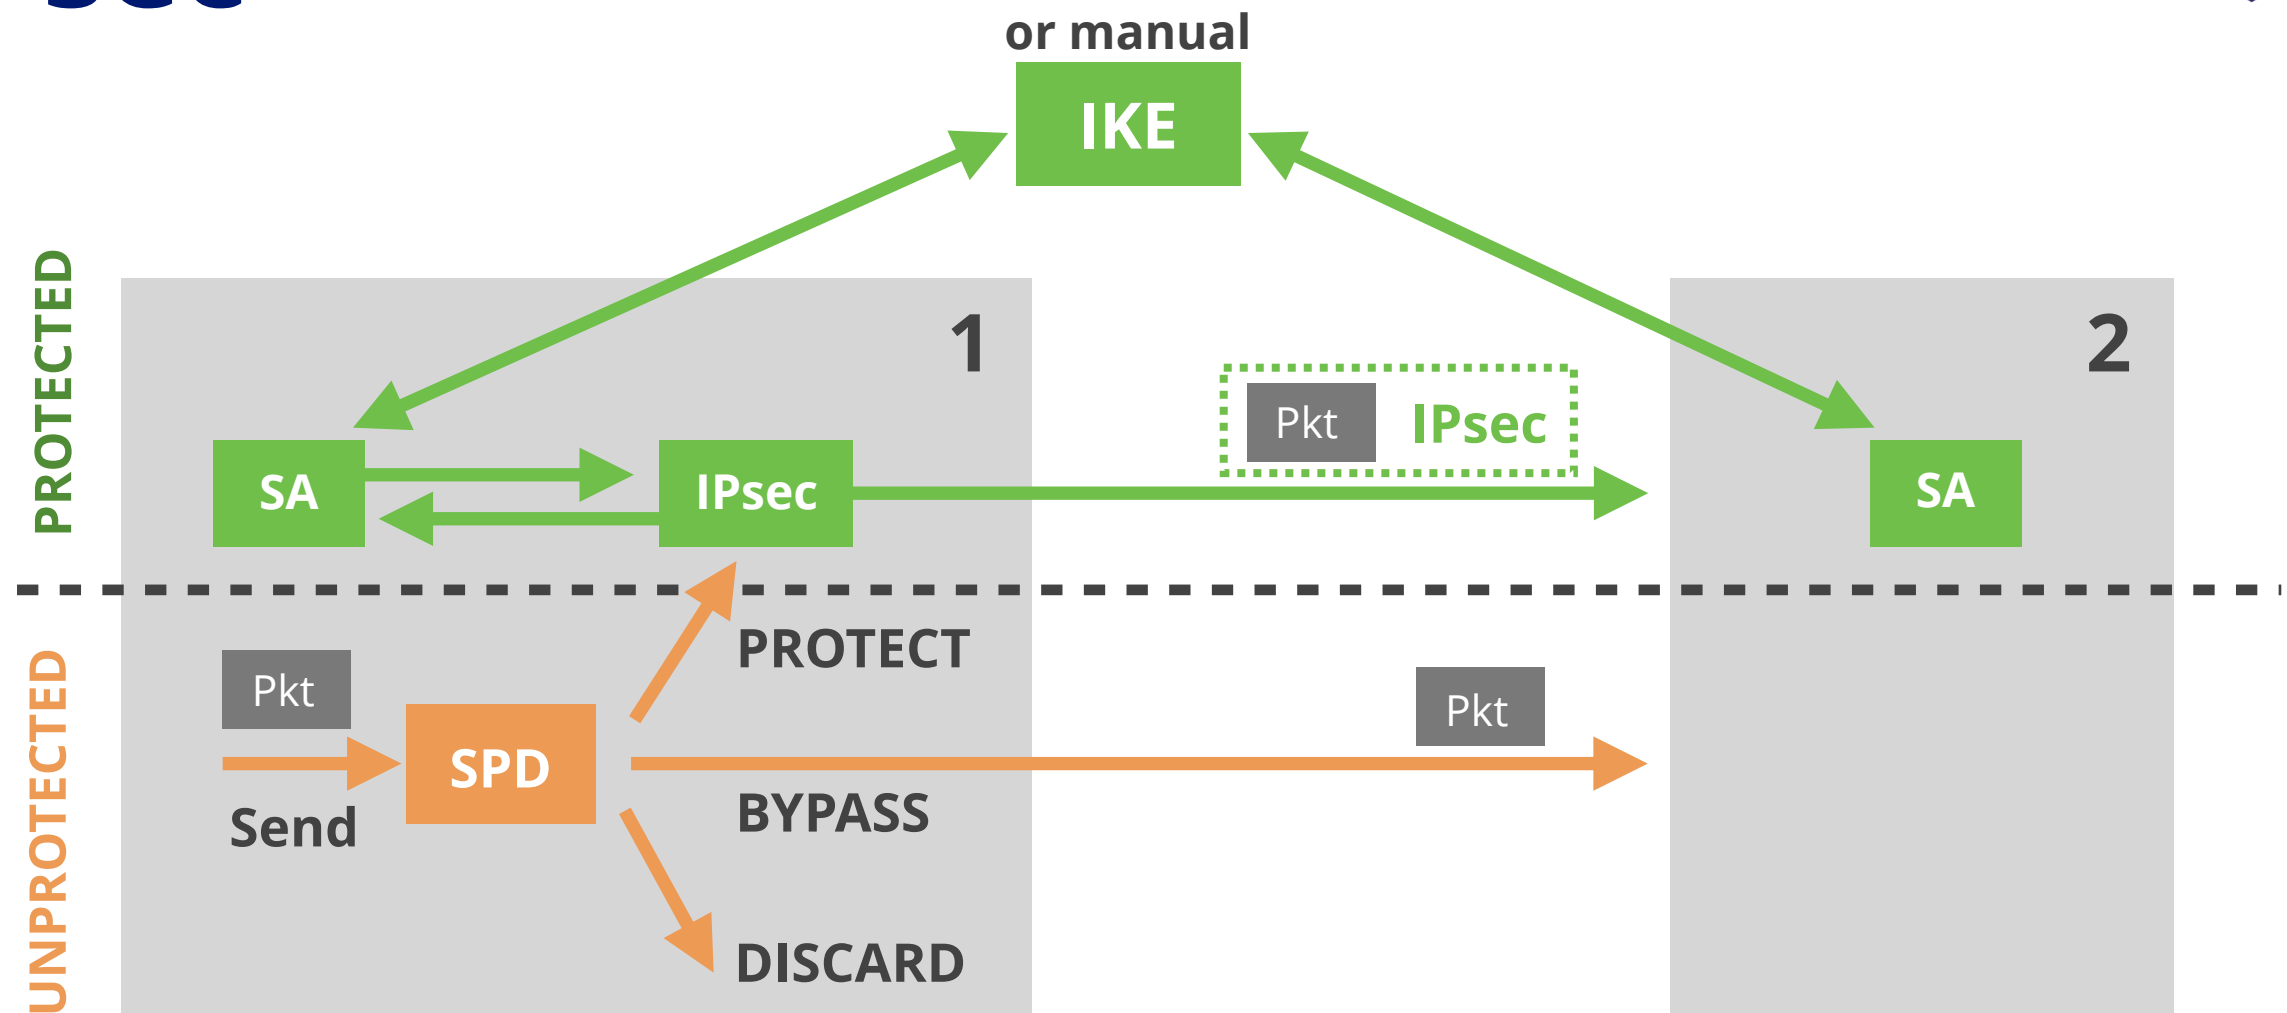 or manual
IKE
PROTECTED
1
2
Pkt IPsec
SA
IPsec
SA
PROTECT
UNPROTECTED
Pkt
Pkt
SPD
Send
BYPASS
DISCARD